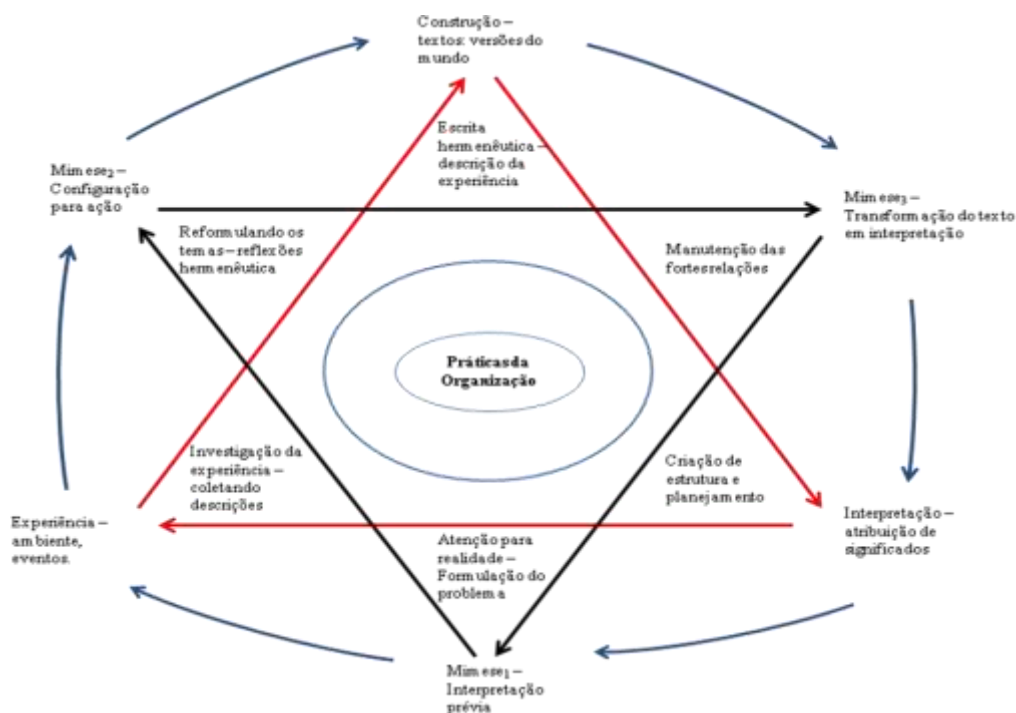 Construção –
textos: versões do
mundo
Escrita
hermenêutica –
descrição da
experiência
Mimese₂ –
Configuração
para ação
Mimese₃ –
Transformação do texto
em interpretação
Reformulando os
temas – reflexões
hermenêutica
Manutenção das
fortes relações
Práticas da
Organização
Investigação da
experiência –
coletando
descrições
Criação de
estrutura e
planejamento
Experiência –
ambiente,
eventos.
Interpretação –
atribuição de
significados
Atenção para
realidade –
Formulação do
problema
Mimese₁ –
Interpretação
prévia